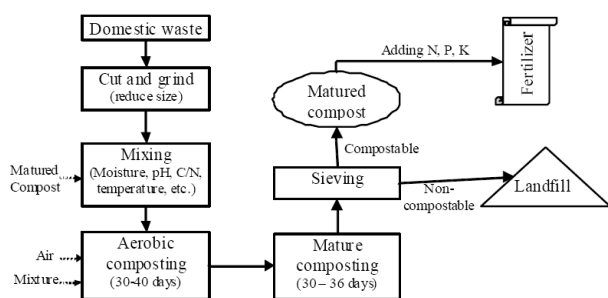 Domestic waste
Cut and grind
(reduce size)
Mixing
(Moisture, pH, C/N,
temperature, etc.)
Matured
Compost
Aerobic
composting
(30-40 days)
Air
Mixture
Mature
composting
(30– 36 days)
Sieving
Compostable
Non-
compostable
Landfill
Matured
compost
Adding N, P, K
Fertilizer